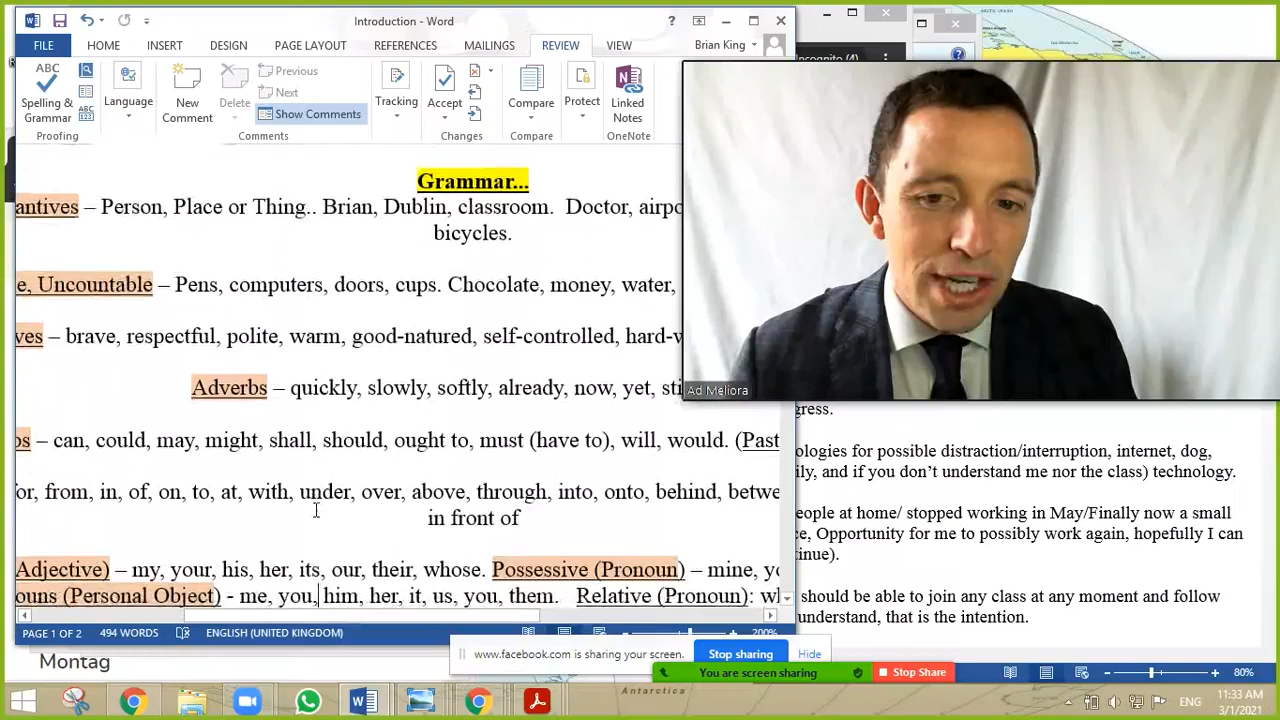 Introduction - Word
Incognito (4)
FILE HOME INSERT DESIGN PAGE LAYOUT REFERENCES MAILINGS REVIEW VIEW Brian King
ABC Spelling & Grammar
Language
New Comment
Delete
Previous
Next
Show Comments
Tracking
Accept
Compare
Protect
Linked Notes
Proofing Comments Changes Compare OneNote
Grammar...
antives – Person, Place or Thing.. Brian, Dublin, classroom. Doctor, airpo
bicycles.
e, Uncountable – Pens, computers, doors, cups. Chocolate, money, water,
ves – brave, respectful, polite, warm, good-natured, self-controlled, hard-w
Adverbs – quickly, slowly, softly, already, now, yet, sti
os – can, could, may, might, shall, should, ought to, must (have to), will, would. (Past
for, from, in, of, on, to, at, with, under, over, above, through, into, onto, behind, betwe
in front of
Adjective) – my, your, his, her, its, our, their, whose. Possessive (Pronoun) – mine, yo
ouns (Personal Object) - me, you, him, her, it, us, you, them. Relative (Pronoun): wh
PAGE 1 OF 2 494 WORDS ENGLISH (UNITED KINGDOM) 200%
Ad Meliora
gress.
ologies for possible distraction/interruption, internet, dog,
ily, and if you don’t understand me nor the class) technology.
eople at home/ stopped working in May/Finally now a small
ce, Opportunity for me to possibly work again, hopefully I can
tinue).
should be able to join any class at any moment and follow
understand, that is the intention.
www.facebook.com is sharing your screen. Stop sharing Hide
You are screen sharing Stop Share
80%
Montag
Antarctica
ENG
11:33 AM
3/1/2021